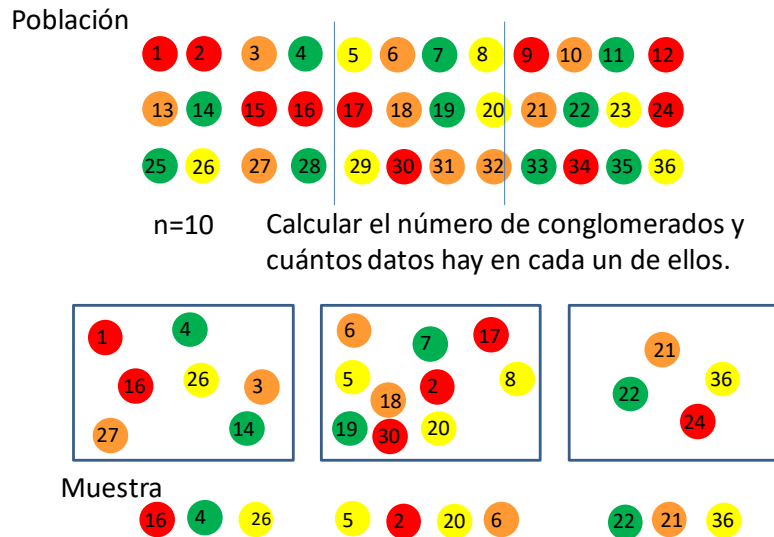 Población
1 2 3 4 5 6 7 8 9 10 11 12
13 14 15 16 17 18 19 20 21 22 23 24
25 26 27 28 29 30 31 32 33 34 35 36
n=10 Calcular el número de conglomerados y
cuántos datos hay en cada un de ellos.
1 4 16 26 3 27 14
6 7 17 5 18 2 8 19 30 20
21 22 36 24
Muestra
16 4 26 5 2 20 6 22 21 36